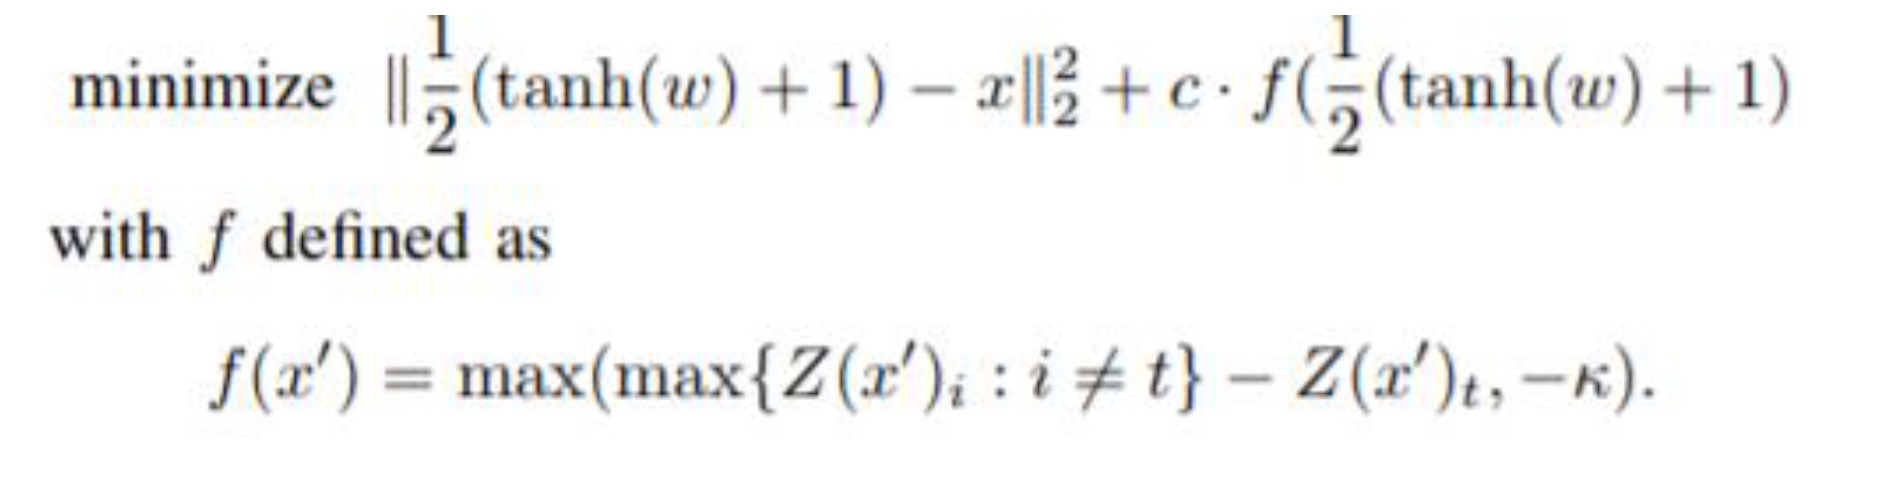 minimize ‖½(tanh(w) + 1) − x‖₂² + c · f(½(tanh(w) + 1)
with f defined as
f(x′) = max(max{Z(x′)ᵢ : i ≠ t} − Z(x′)ₜ, −κ).